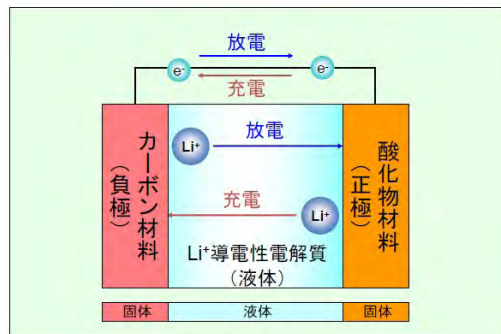 放電
e-
e-
充電
カーボン材料
（負極）
Li+
放電
酸化物材料
（正極）
充電
Li+
Li+導電性電解質
（液体）
固体
液体
固体